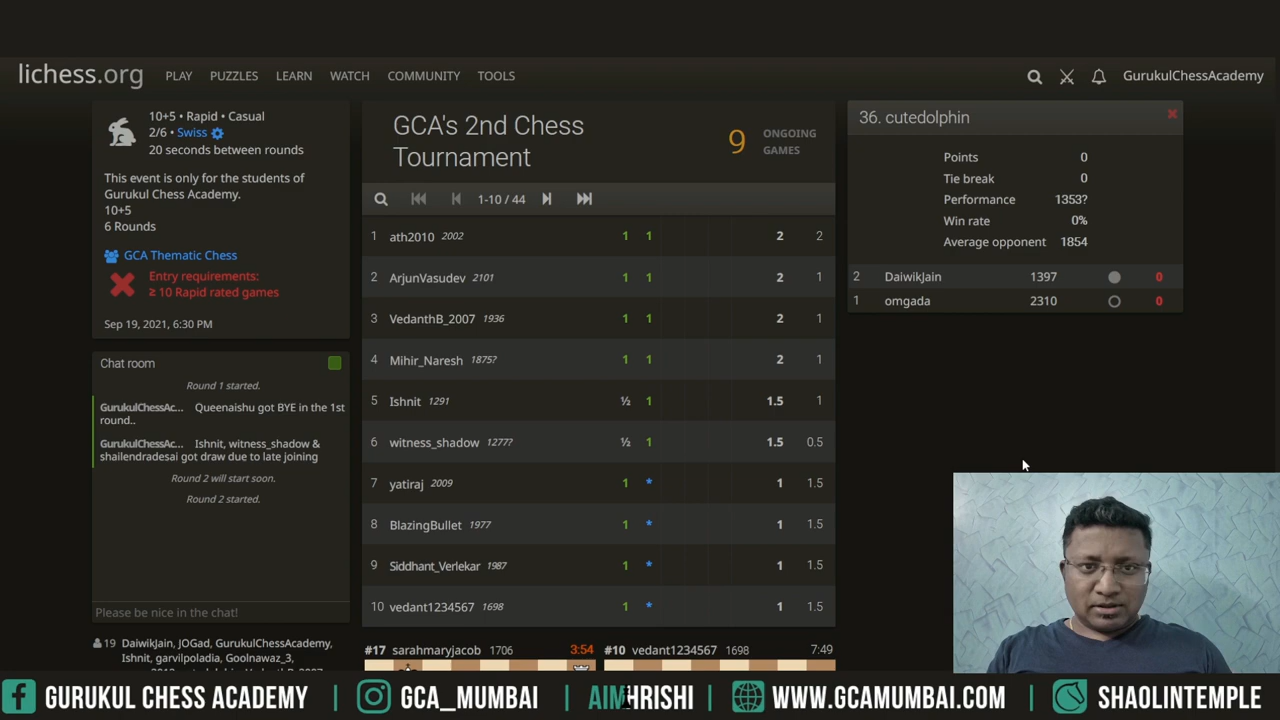 lichess.org PLAY PUZZLES LEARN WATCH COMMUNITY TOOLS GurukulChessAcademy
10+5 • Rapid • Casual
2/6 • Swiss
20 seconds between rounds
This event is only for the students of
Gurukul Chess Academy.
10+5
6 Rounds
GCA Thematic Chess
Entry requirements:
≥ 10 Rapid rated games
Sep 19, 2021, 6:30 PM
Chat room
Round 1 started.
GurukulChessAc... Queenaishu got BYE in the 1st
round..
GurukulChessAc... Ishnit, witness_shadow &
shailendradesai got draw due to late joining
Round 2 will start soon.
Round 2 started.
Please be nice in the chat!
19 DaiwikJain, JOGad, GurukulChessAcademy,
Ishnit, garvilpoladia, Goolnawaz_3,
GCA's 2nd Chess
Tournament
9 ONGOING
GAMES
1-10 / 44
1 ath2010 2002 1 1 2 2
2 ArjunVasudev 2101 1 1 2 1
3 VedanthB_2007 1936 1 1 2 1
4 Mihir_Naresh 1875? 1 1 2 1
5 Ishnit 1291 ½ 1 1.5 1
6 witness_shadow 1277? ½ 1 1.5 0.5
7 yatiraj 2009 1 * 1 1.5
8 BlazingBullet 1977 1 * 1 1.5
9 Siddhant_Verlekar 1987 1 * 1 1.5
10 vedant1234567 1698 1 * 1 1.5
#17 sarahmaryjacob 1706 3:54 #10 vedant1234567 1698 7:49
36. cutedolphin
Points 0
Tie break 0
Performance 1353?
Win rate 0%
Average opponent 1854
2 DaiwikJain 1397 0
1 omgada 2310 0
GURUKUL CHESS ACADEMY | GCA_MUMBAI | AIMHRISHI | WWW.GCAMUMBAI.COM | SHAOLINTEMPLE